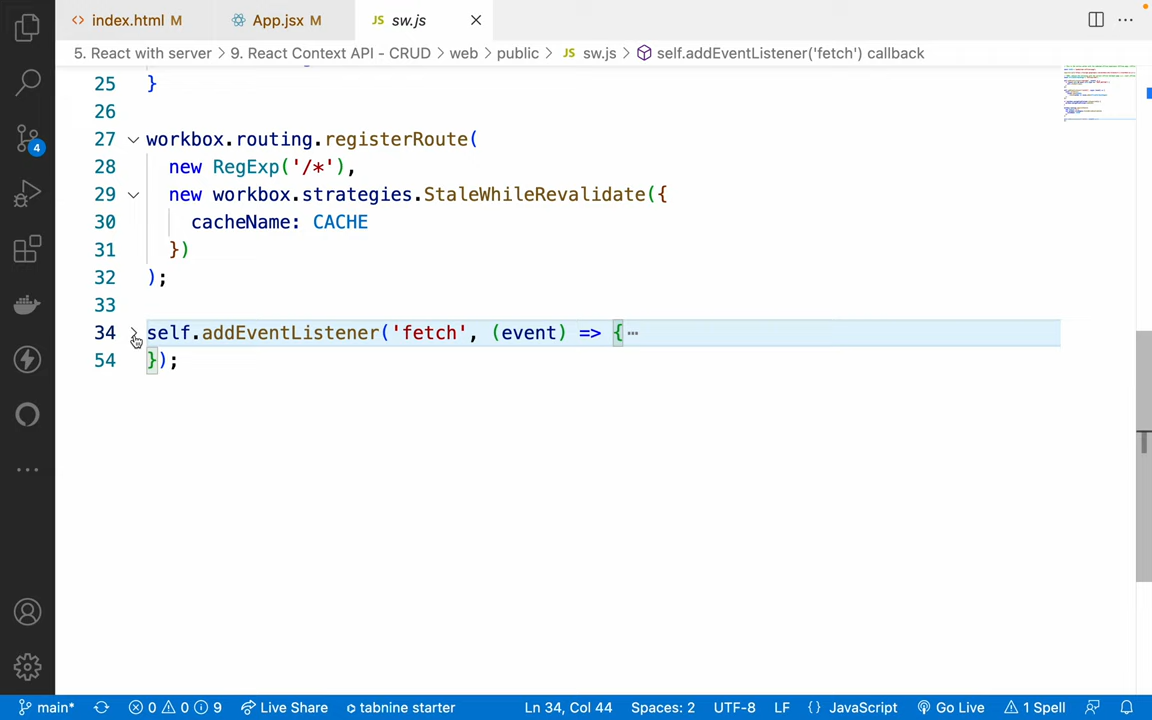 index.html M
App.jsx M
JS sw.js
5. React with server > 9. React Context API - CRUD > web > public > JS sw.js > self.addEventListener('fetch') callback
25 }
26
27 workbox.routing.registerRoute(
28 new RegExp('/*'),
29 new workbox.strategies.StaleWhileRevalidate({
30 cacheName: CACHE
31 })
32 );
33
34 self.addEventListener('fetch', (event) => {…
54 });
4
main* 0 0 9 Live Share tabnine starter Ln 34, Col 44 Spaces: 2 UTF-8 LF {} JavaScript Go Live 1 Spell